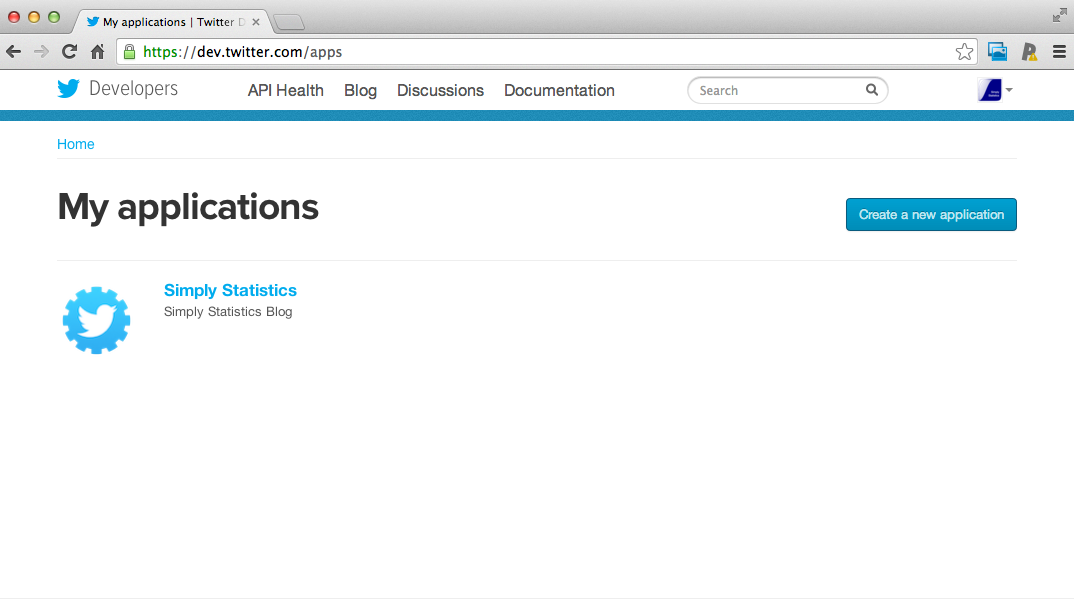 My applications | Twitter D
https://dev.twitter.com/apps
Developers API Health Blog Discussions Documentation Search
Home
My applications
Create a new application
Simply Statistics
Simply Statistics Blog